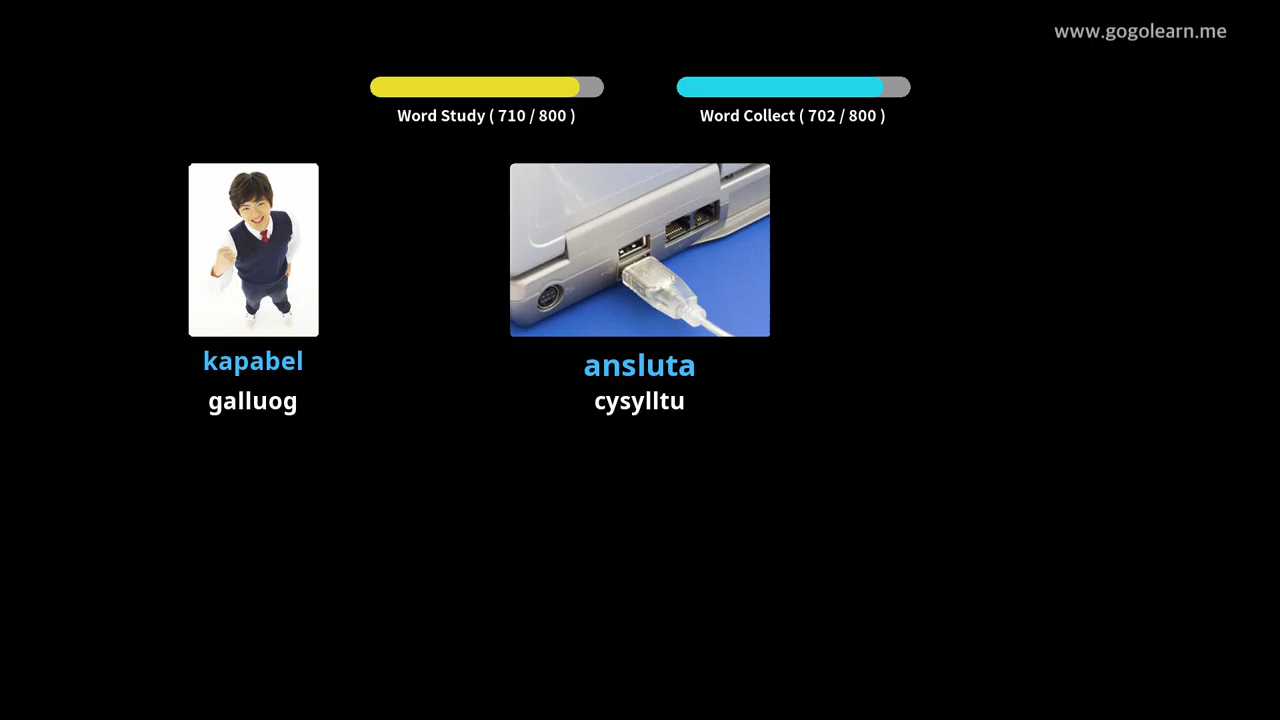 www.gogolearn.me
Word Study ( 710 / 800 )
Word Collect ( 702 / 800 )
kapabel
galluog
ansluta
cysylltu